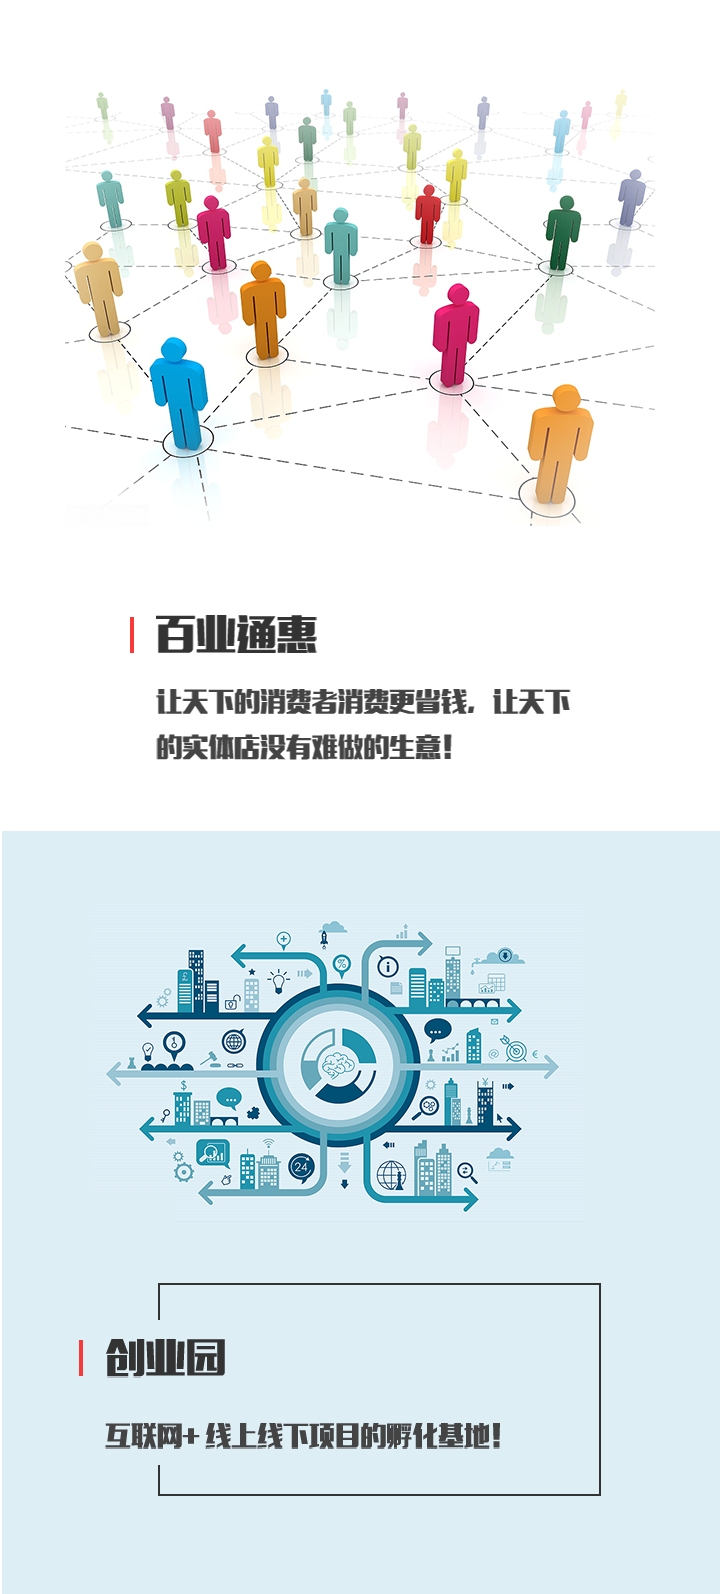 百业通惠
让天下的消费者消费更省钱，让天下
的实体店没有难做的生意！
24
创业园
互联网+ 线上线下项目的孵化基地！